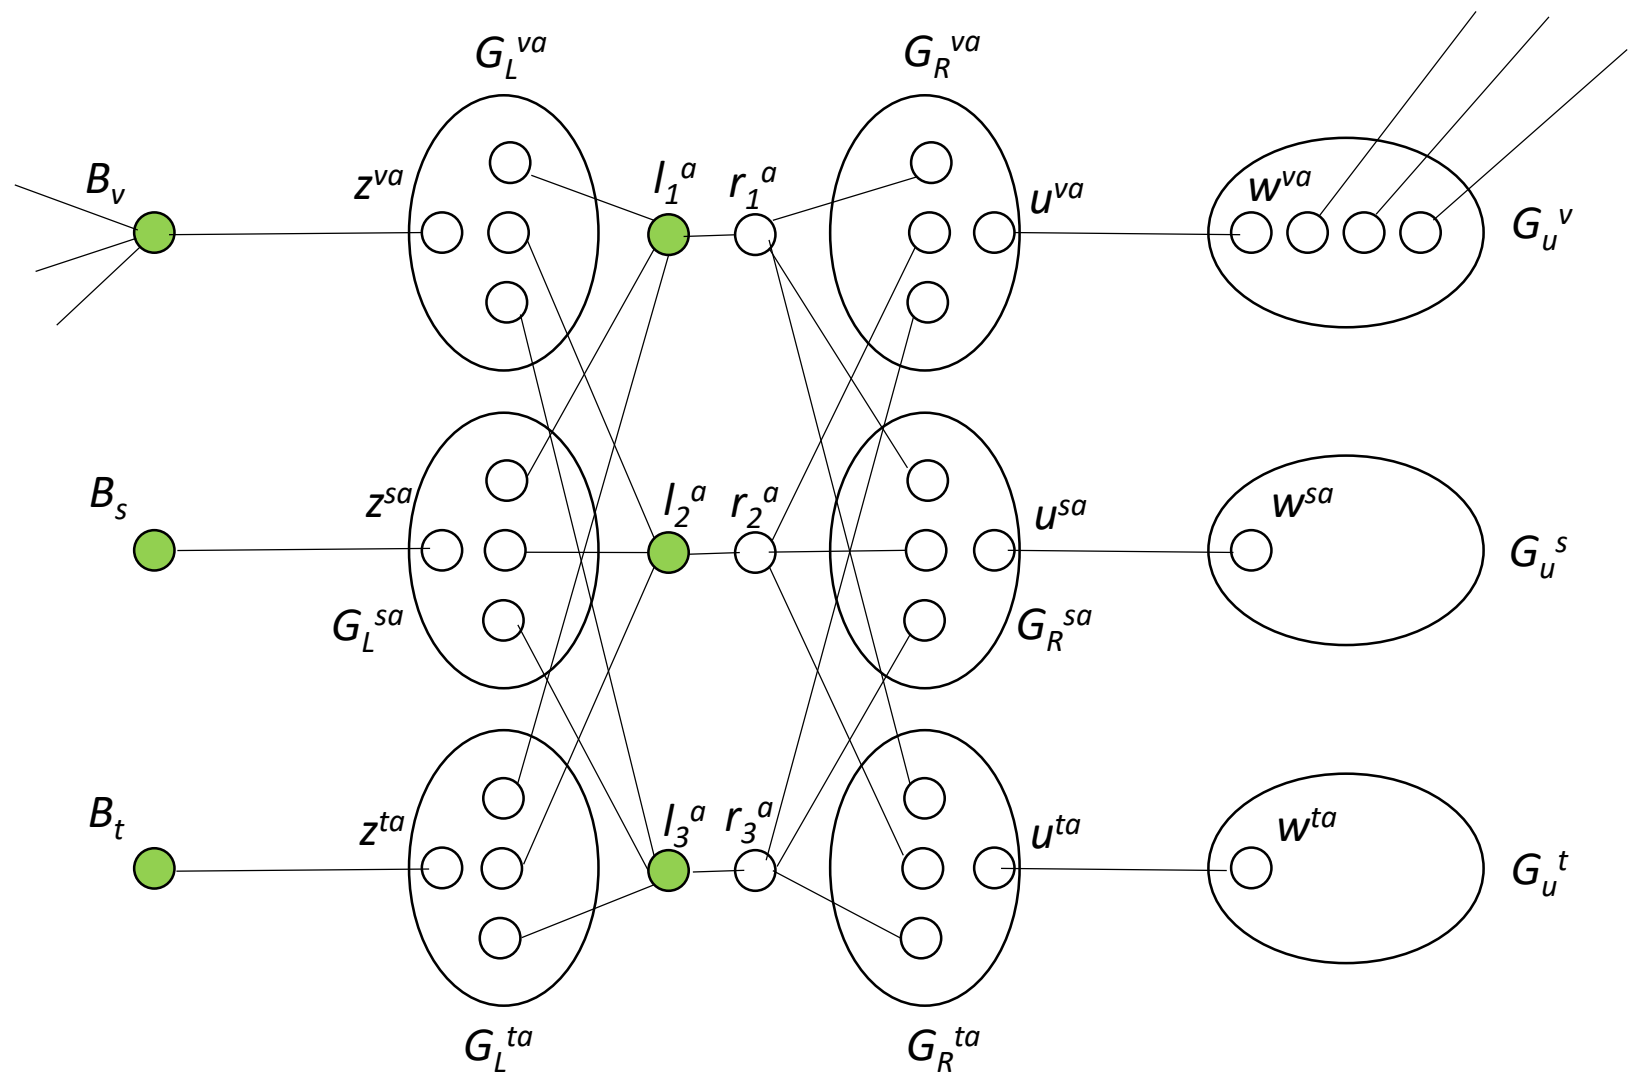 G_L^{va} G_R^{va}
B_v z^{va} l_1^a r_1^a u^{va} w^{va} G_u^v
B_s z^{sa} l_2^a r_2^a u^{sa} w^{sa} G_u^s
G_L^{sa} G_R^{sa}
B_t z^{ta} l_3^a r_3^a u^{ta} w^{ta} G_u^t
G_L^{ta} G_R^{ta}